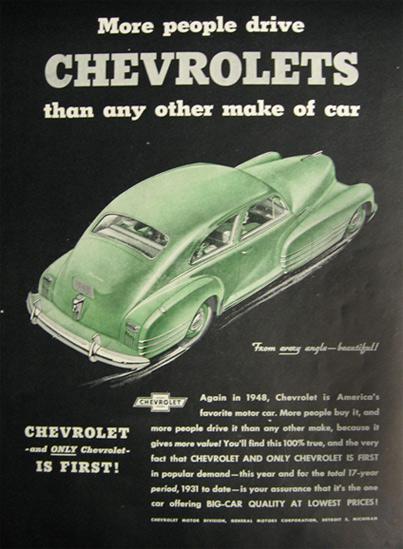 More people drive
CHEVROLETS
than any other make of car
From every angle—beautiful!
CHEVROLET
Again in 1948, Chevrolet is America's
favorite motor car. More people buy it, and
more people drive it than any other make, because it
gives more value! You'll find this 100% true, and the very
fact that CHEVROLET AND ONLY CHEVROLET IS FIRST
in popular demand—this year and for the total 17-year
period, 1931 to date—is your assurance that it's the one
car offering BIG-CAR QUALITY AT LOWEST PRICES!
CHEVROLET MOTOR DIVISION, GENERAL MOTORS CORPORATION, DETROIT 2, MICHIGAN
CHEVROLET
-and ONLY Chevrolet-
IS FIRST!